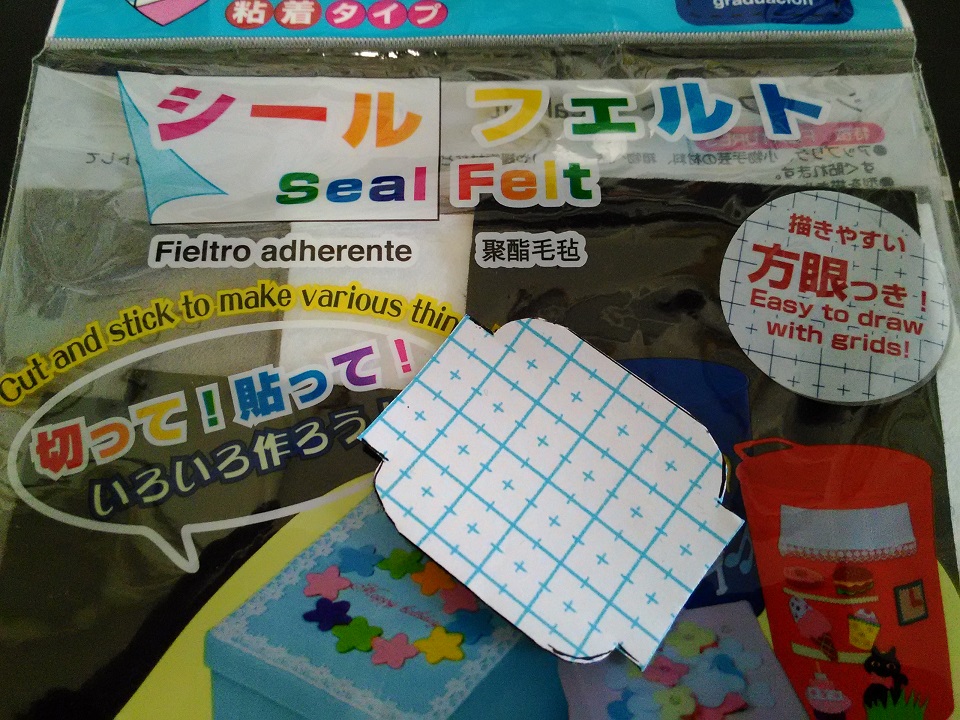 粘着タイプ
graduación
シール フェルト
Seal Felt
Fieltro adherente
聚酯毛毡
描きやすい
方眼つき!
Easy to draw
with grids!
Cut and stick to make various
切って!貼って!
いろいろ作ろう